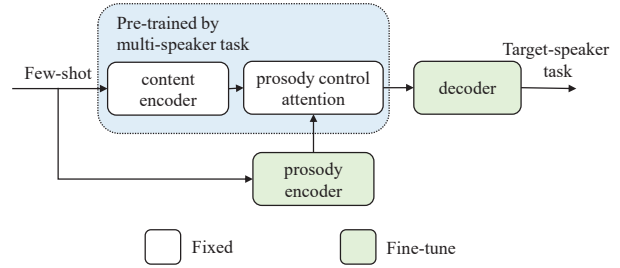 Pre-trained by
multi-speaker task
Few-shot
content
encoder
prosody control
attention
decoder
Target-speaker
task
prosody
encoder
Fixed
Fine-tune